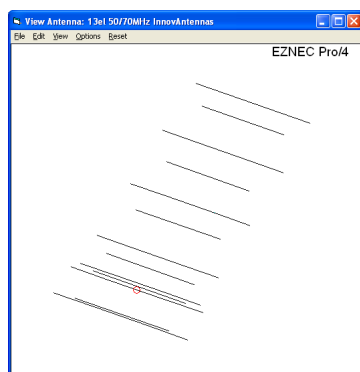 View Antenna: 13el 50/70MHz InnovAntennas
File Edit View Options Reset
EZNEC Pro/4